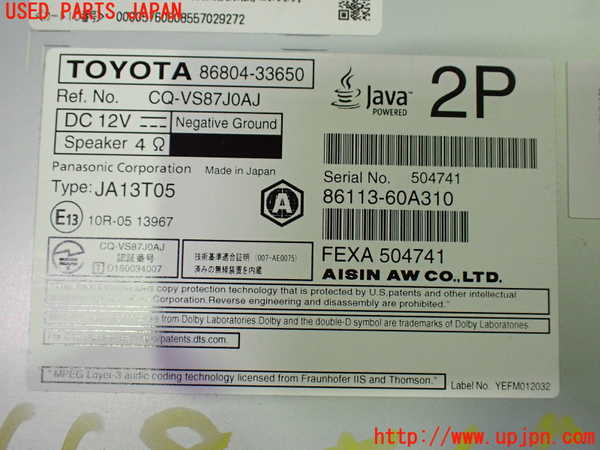 USED PARTS JAPAN
00005760808557029272
TOYOTA 86804-33650
Ref. No. CQ-VS87J0AJ
DC 12V Negative Ground
Speaker 4 Ω
Java
POWERED
2P
Panasonic Corporation Made in Japan
Type: JA13T05
E13 10R-05 13967
A
Serial No. 504741
86113-60A310
CQ-VS87J0AJ
認証番号
T D160034007
技術基準適合証明 (007-AE0075)
済みの無線装置を内蔵
FEXA 504741
AISIN AW CO., LTD.
copy protection technology that is protected by U.S. patents and other intellectual
Corporation. Reverse engineering and disassembly are prohibited."
from Dolby Laboratories Dolby and the double-D symbol are trademarks of Dolby Laboratories.
patents.dts.com.
"MPEG Layer-3 audio coding technology licensed from Fraunhofer IIS and Thomson."
Label No. YEFM012032
UPJ
http://www.upjpn.com/